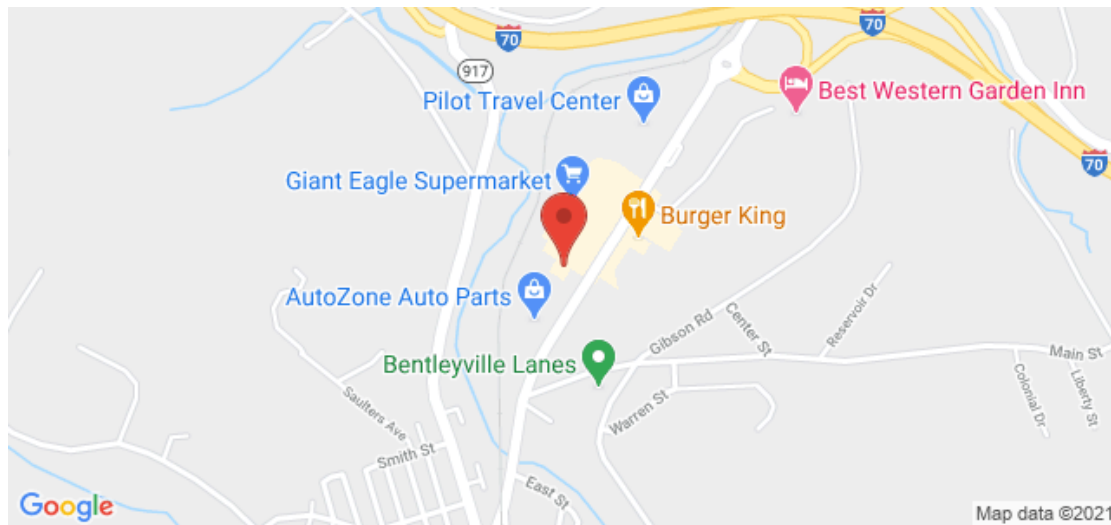 70
70
917
Pilot Travel Center
Best Western Garden Inn
70
Giant Eagle Supermarket
Burger King
AutoZone Auto Parts
Gibson Rd
Center St
Reservoir Dr
Main St
Bentleyville Lanes
Colonial Dr
Liberty St
Saulters Ave
Warren St
Smith St
East St
Google
Map data ©2021